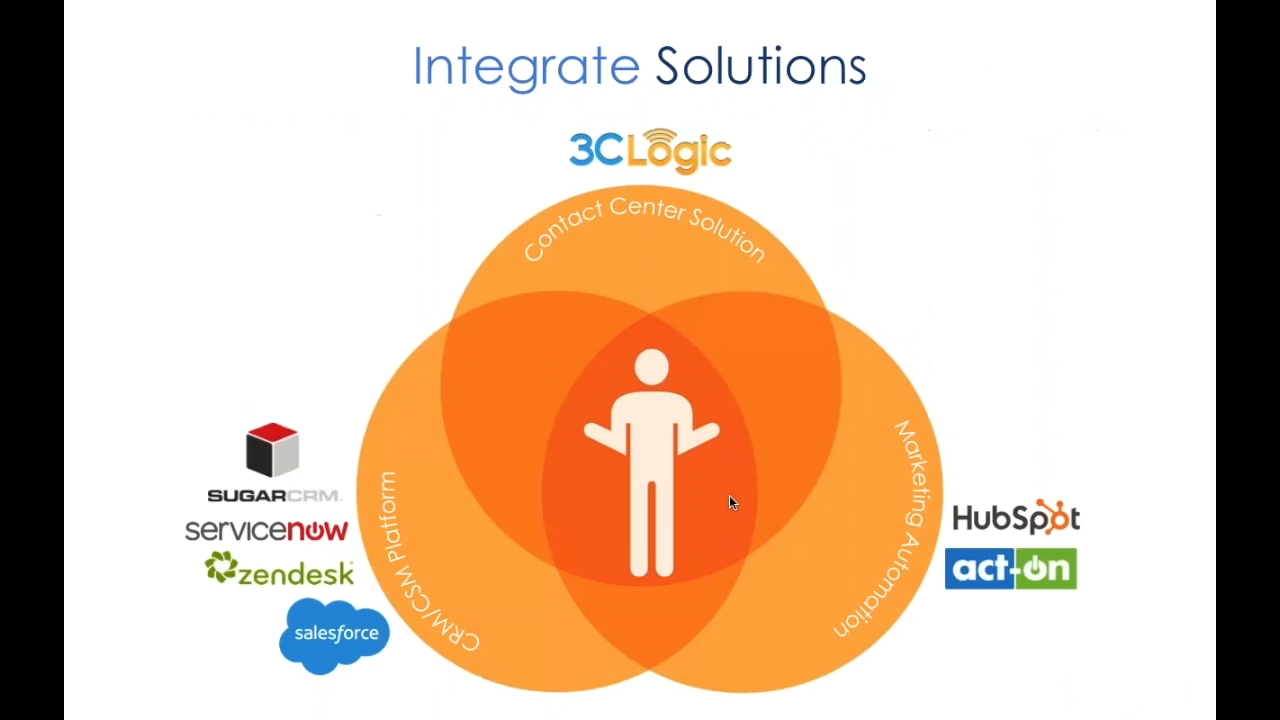 Integrate Solutions
3CLogic
Contact Center Solution
SUGARCRM
servicenow
zendesk
salesforce
CRM/CSM Platform
Marketing Automation
HubSpot
act-on